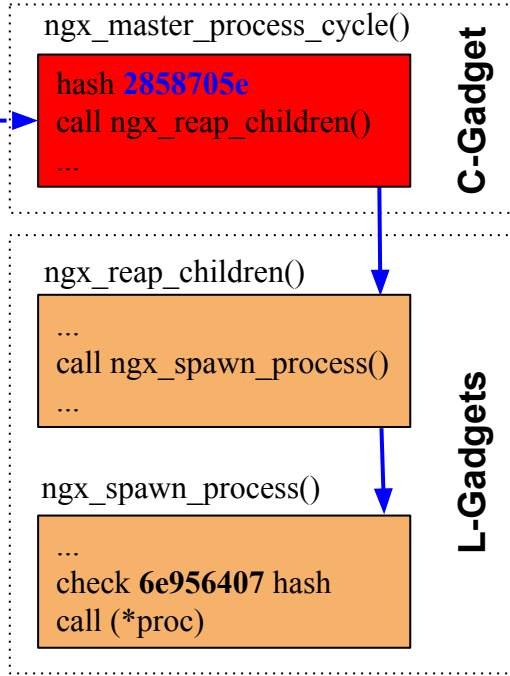 ngx_master_process_cycle()
hash 2858705e
call ngx_reap_children()
...
C-Gadget
ngx_reap_children()
...
call ngx_spawn_process()
...
ngx_spawn_process()
...
check 6e956407 hash
call (*proc)
L-Gadgets